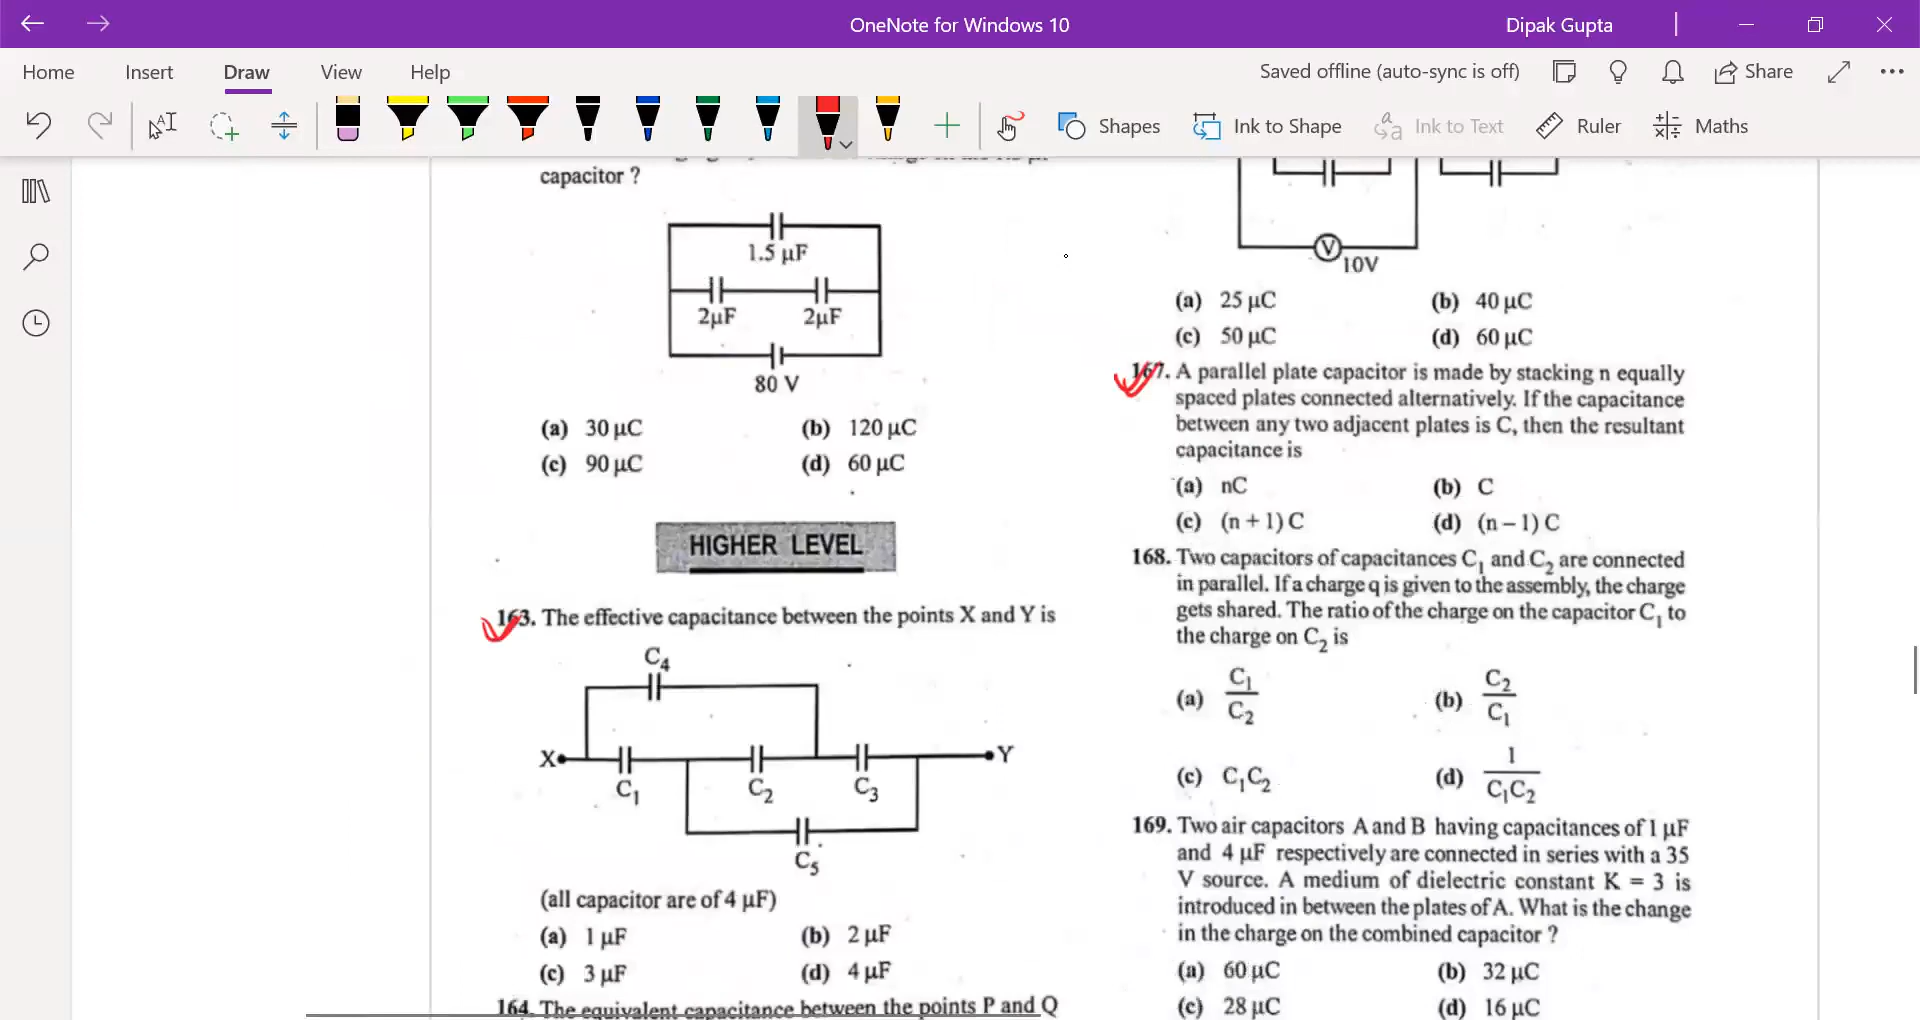 OneNote for Windows 10
Dipak Gupta
Home Insert Draw View Help
Saved offline (auto-sync is off)
Share
Shapes
Ink to Shape
Ink to Text
Ruler
Maths
capacitor ?
1.5 μF
2μF 2μF
80 V
(a) 30 μC (b) 120 μC
(c) 90 μC (d) 60 μC
HIGHER LEVEL
163. The effective capacitance between the points X and Y is
C4
X Y
C1 C2 C3
C5
(all capacitor are of 4 μF)
(a) 1 μF (b) 2 μF
(c) 3 μF (d) 4 μF
164. The equivalent capacitance between the points P and Q
V
10V
(a) 25 μC (b) 40 μC
(c) 50 μC (d) 60 μC
167. A parallel plate capacitor is made by stacking n equally
spaced plates connected alternatively. If the capacitance
between any two adjacent plates is C, then the resultant
capacitance is
(a) nC (b) C
(c) (n + 1) C (d) (n – 1) C
168. Two capacitors of capacitances C1 and C2 are connected
in parallel. If a charge q is given to the assembly, the charge
gets shared. The ratio of the charge on the capacitor C1 to
the charge on C2 is
(a) C1/C2 (b) C2/C1
(c) C1C2 (d) 1/C1C2
169. Two air capacitors A and B having capacitances of 1 μF
and 4 μF respectively are connected in series with a 35
V source. A medium of dielectric constant K = 3 is
introduced in between the plates of A. What is the change
in the charge on the combined capacitor ?
(a) 60 μC (b) 32 μC
(c) 28 μC (d) 16 μC